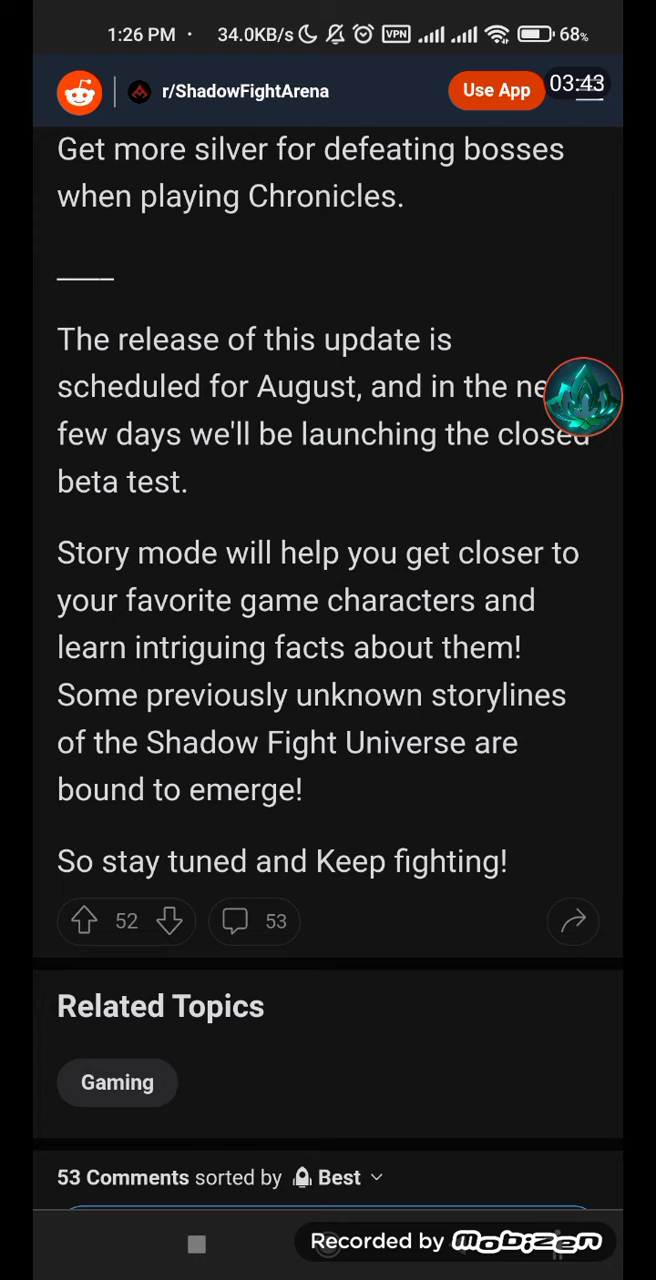 1:26 PM · 34.0KB/s VPN 68%
r/ShadowFightArena Use App 03:43
Get more silver for defeating bosses
when playing Chronicles.
____
The release of this update is
scheduled for August, and in the
few days we'll be launching the closed
beta test.
Story mode will help you get closer to
your favorite game characters and
learn intriguing facts about them!
Some previously unknown storylines
of the Shadow Fight Universe are
bound to emerge!
So stay tuned and Keep fighting!
52 53
Related Topics
Gaming
53 Comments sorted by Best
Recorded by mobizen